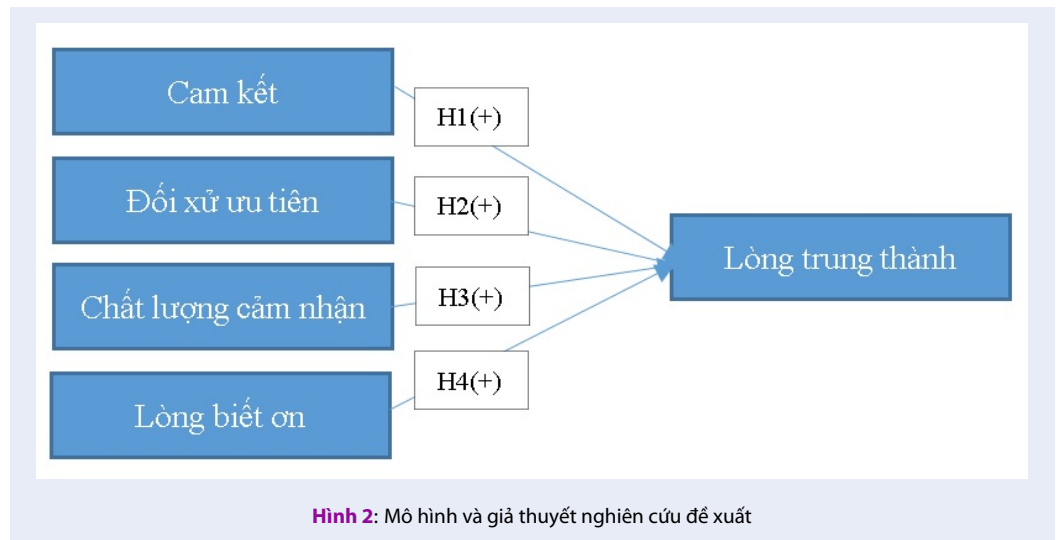 Cam kết
H1(+)
Đối xử ưu tiên
H2(+)
Lòng trung thành
Chất lượng cảm nhận
H3(+)
Lòng biết ơn
H4(+)
Hình 2: Mô hình và giả thuyết nghiên cứu đề xuất